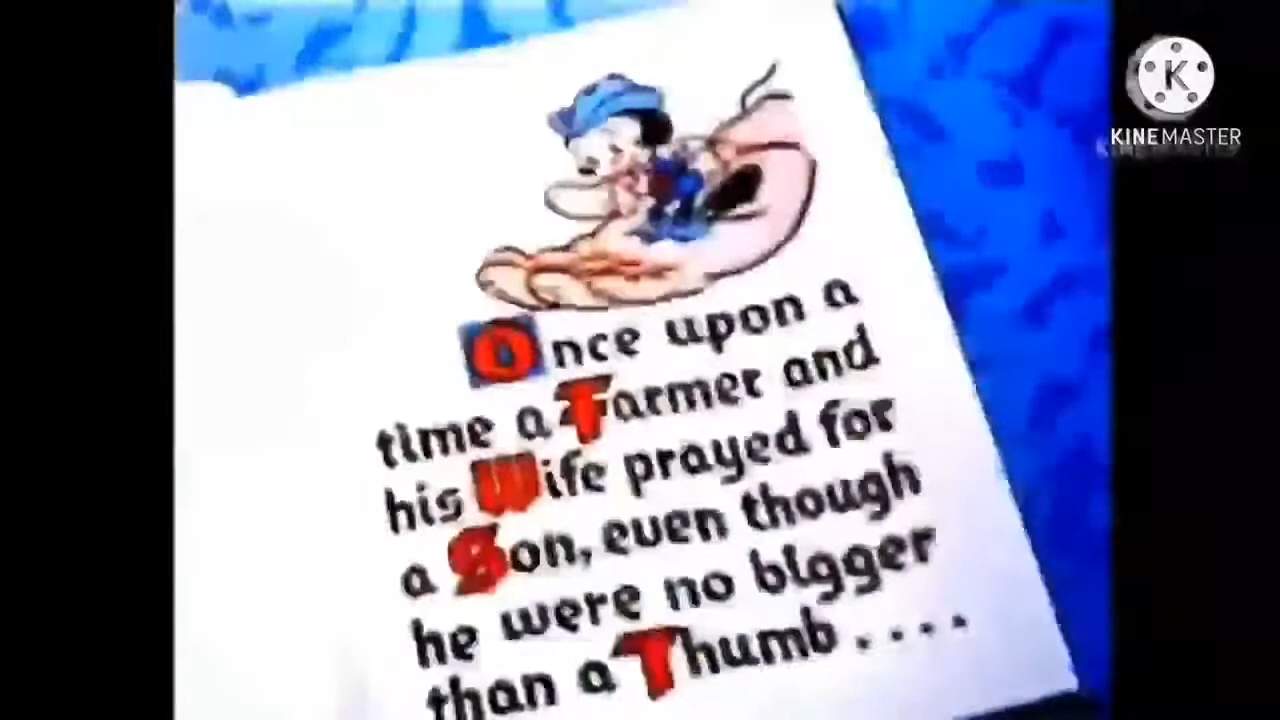 Once upon a
time a Farmer and
his Wife prayed for
a Son, even though
he were no bigger
than a Thumb....
K
KINEMASTER